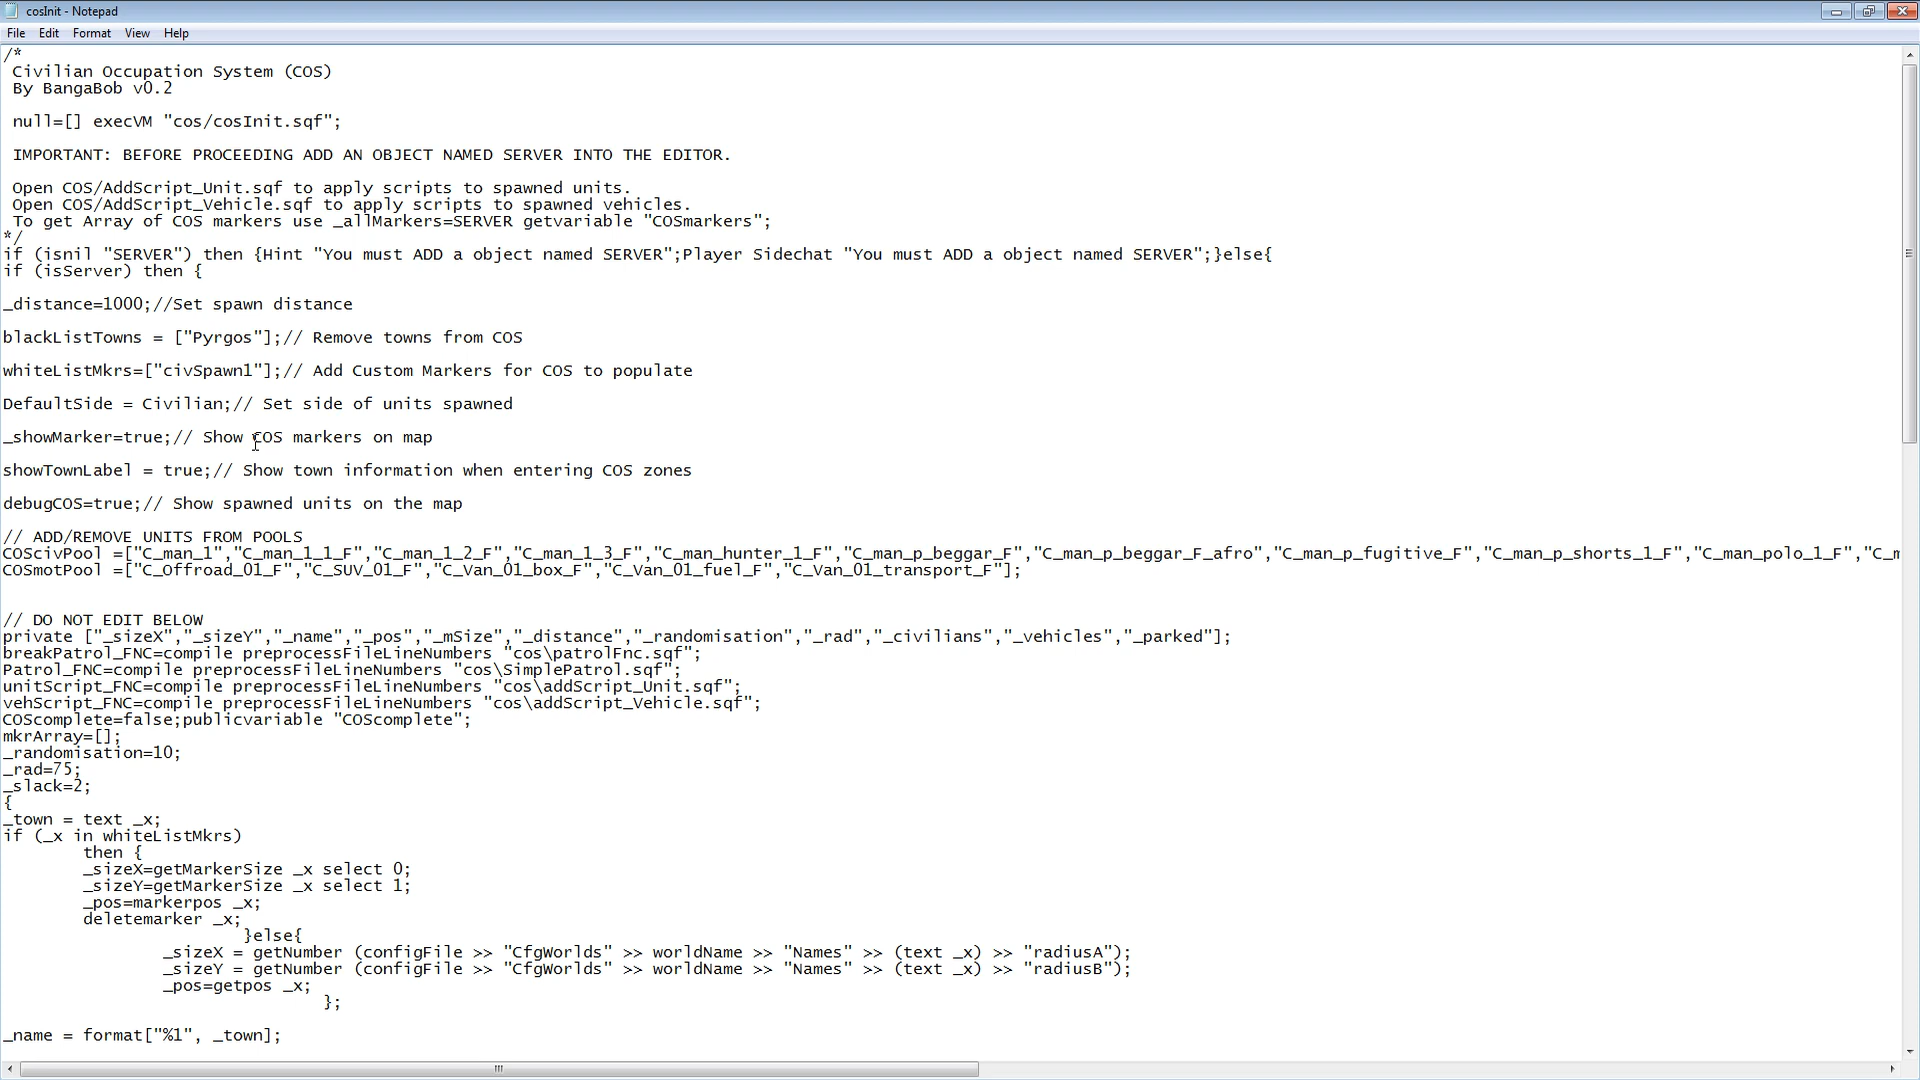 cosInit - Notepad
File Edit Format View Help
/*
Civilian Occupation System (COS)
By BangaBob v0.2
null=[] execVM "cos/cosInit.sqf";
IMPORTANT: BEFORE PROCEEDING ADD AN OBJECT NAMED SERVER INTO THE EDITOR.
Open COS/AddScript_Unit.sqf to apply scripts to spawned units.
Open COS/AddScript_Vehicle.sqf to apply scripts to spawned vehicles.
To get Array of COS markers use _allMarkers=SERVER getvariable "COSmarkers";
*/
if (isnil "SERVER") then {Hint "You must ADD a object named SERVER";Player Sidechat "You must ADD a object named SERVER";}else{
if (isServer) then {
_distance=1000;//Set spawn distance
blackListTowns = ["Pyrgos"];// Remove towns from COS
whiteListMkrs=["civSpawn1"];// Add Custom Markers for COS to populate
DefaultSide = Civilian;// Set side of units spawned
_showMarker=true;// Show COS markers on map
showTownLabel = true;// Show town information when entering COS zones
debugCOS=true;// Show spawned units on the map
// ADD/REMOVE UNITS FROM POOLS
COScivPool =["C_man_1","C_man_1_1_F","C_man_1_2_F","C_man_1_3_F","C_man_hunter_1_F","C_man_p_beggar_F","C_man_p_beggar_F_afro","C_man_p_fugitive_F","C_man_p_shorts_1_F","C_man_polo_1_F","C_m
COSmotPool =["C_Offroad_01_F","C_SUV_01_F","C_Van_01_box_F","C_Van_01_fuel_F","C_Van_01_transport_F"];
// DO NOT EDIT BELOW
private ["_sizeX","_sizeY","_name","_pos","_mSize","_distance","_randomisation","_rad","_civilians","_vehicles","_parked"];
breakPatrol_FNC=compile preprocessFileLineNumbers "cos\patrolFnc.sqf";
Patrol_FNC=compile preprocessFileLineNumbers "cos\SimplePatrol.sqf";
unitScript_FNC=compile preprocessFileLineNumbers "cos\addScript_Unit.sqf";
vehScript_FNC=compile preprocessFileLineNumbers "cos\addScript_Vehicle.sqf";
COScomplete=false;publicvariable "COScomplete";
mkrArray=[];
_randomisation=10;
_rad=75;
_slack=2;
{
_town = text _x;
if (_x in whiteListMkrs)
then {
_sizeX=getMarkerSize _x select 0;
_sizeY=getMarkerSize _x select 1;
_pos=markerpos _x;
deletemarker _x;
}else{
_sizeX = getNumber (configFile >> "CfgWorlds" >> worldName >> "Names" >> (text _x) >> "radiusA");
_sizeY = getNumber (configFile >> "CfgWorlds" >> worldName >> "Names" >> (text _x) >> "radiusB");
_pos=getpos _x;
};
_name = format["%1", _town];